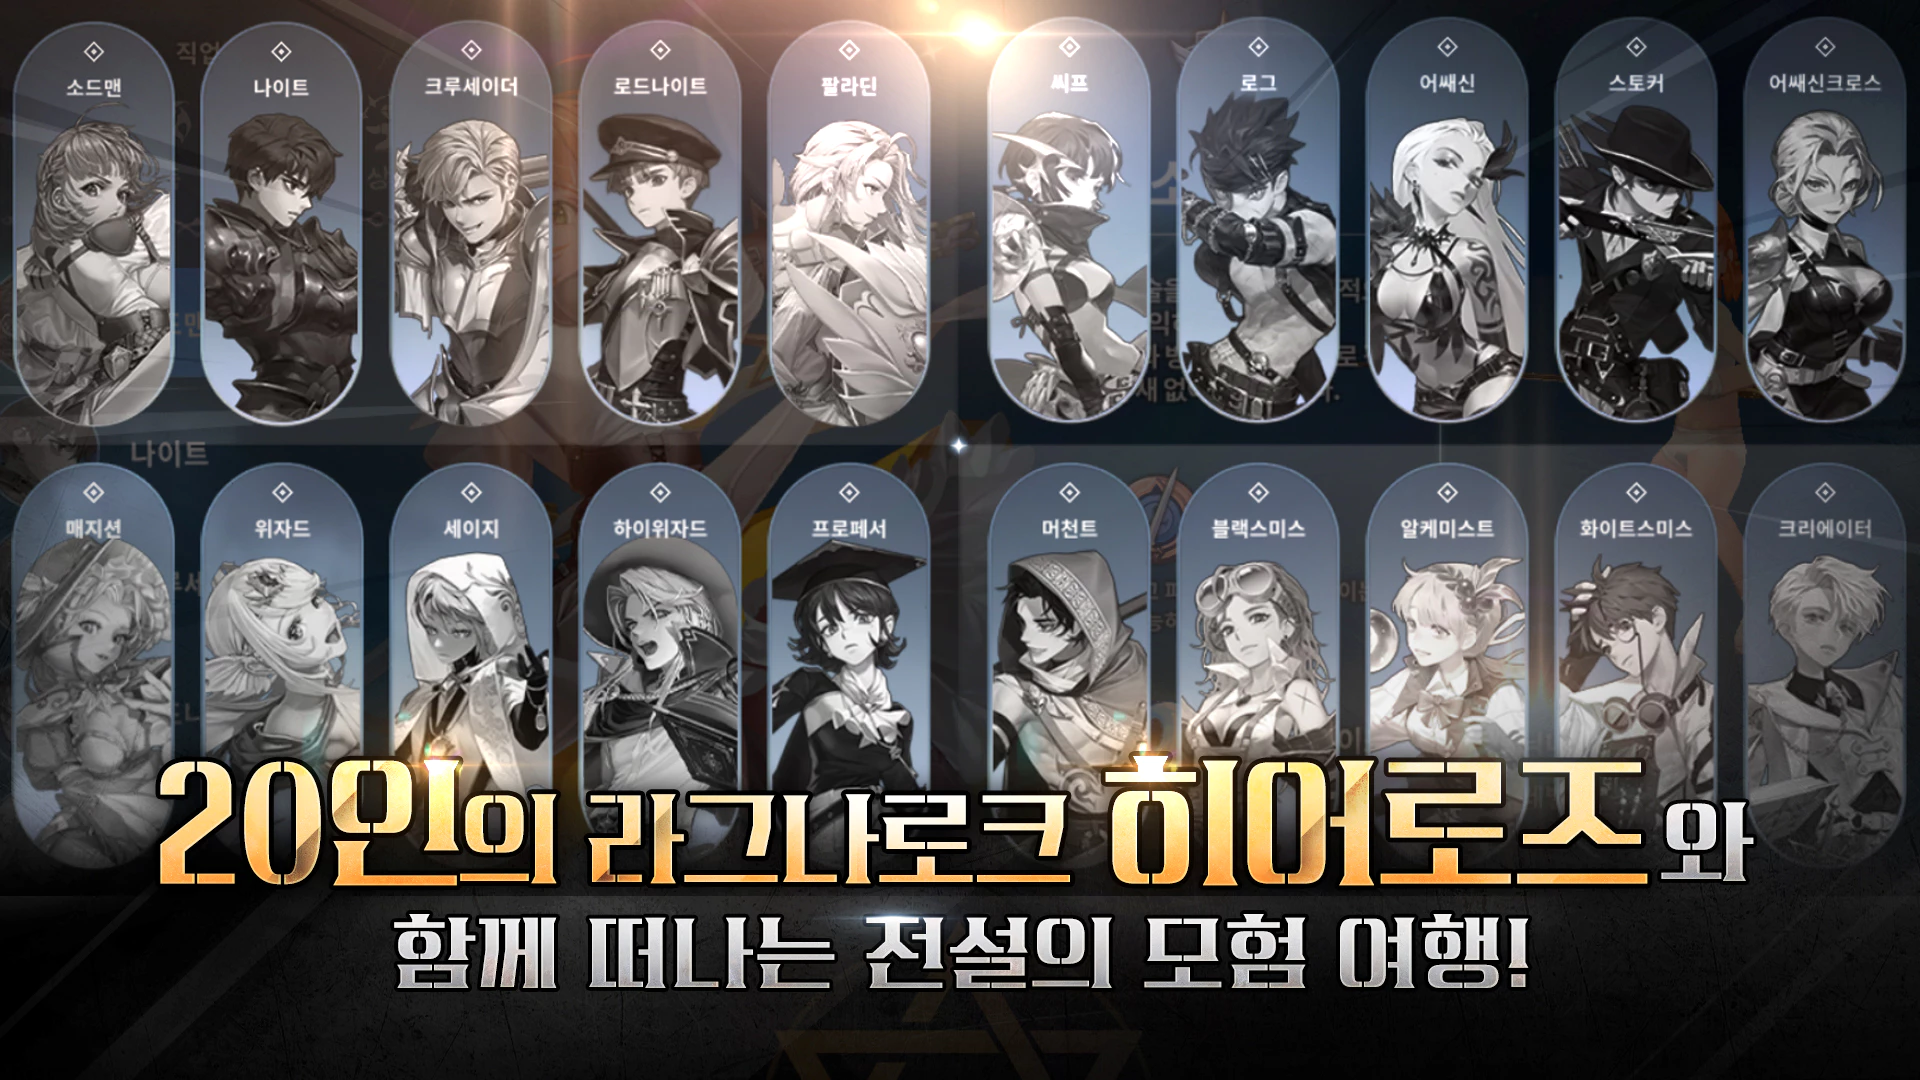 소드맨 나이트 크루세이더 로드나이트 팔라딘 씨프 로그 어쌔신 스토커 어쌔신크로스
나이트
매지션 위자드 세이지 하이위자드 프로페서 머천트 블랙스미스 알케미스트 화이트스미스 크리에이터
20인의 라그나로크 히어로즈와
함께 떠나는 전설의 모험 여행!